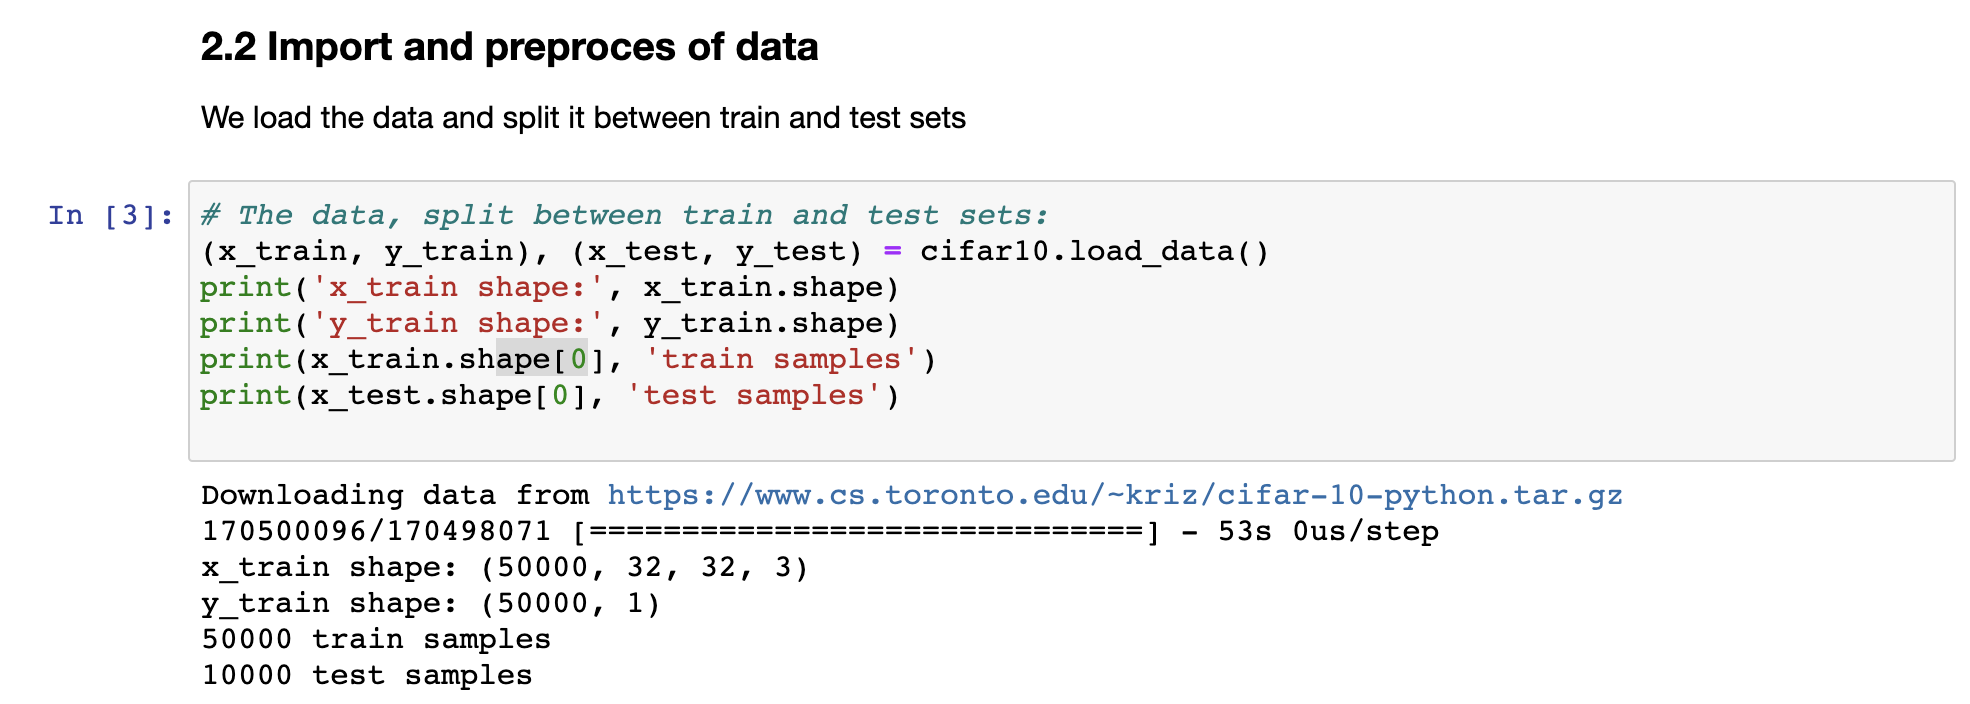 2.2 Import and preproces of data
We load the data and split it between train and test sets
In [3]:
# The data, split between train and test sets:
(x_train, y_train), (x_test, y_test) = cifar10.load_data()
print('x_train shape:', x_train.shape)
print('y_train shape:', y_train.shape)
print(x_train.shape[0], 'train samples')
print(x_test.shape[0], 'test samples')
Downloading data from https://www.cs.toronto.edu/~kriz/cifar-10-python.tar.gz
170500096/170498071 [==============================] - 53s 0us/step
x_train shape: (50000, 32, 32, 3)
y_train shape: (50000, 1)
50000 train samples
10000 test samples